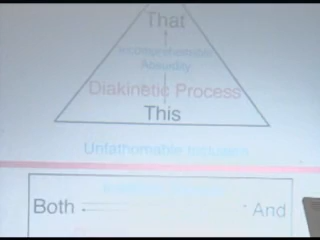 That
Incomprehensible
Absurdity
Diakinetic Process
This
Unfathomable
Both
And